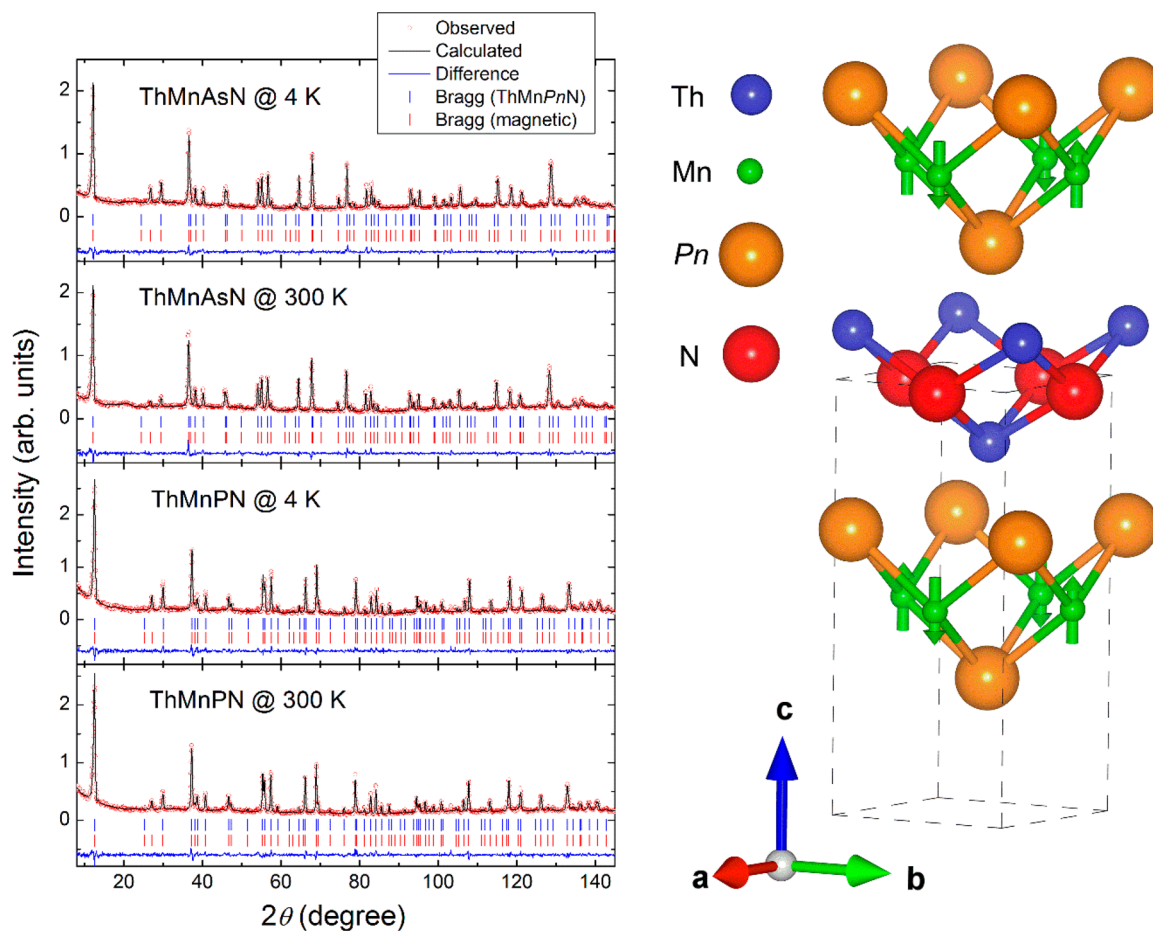 Observed
Calculated
Difference
Bragg (ThMnPnN)
Bragg (magnetic)
ThMnAsN @ 4 K
2
1
0
ThMnAsN @ 300 K
2
1
0
ThMnPN @ 4 K
2
1
0
ThMnPN @ 300 K
2
1
0
20 40 60 80 100 120 140
2θ (degree)
Intensity (arb. units)
Th
Mn
Pn
N
c
a
b